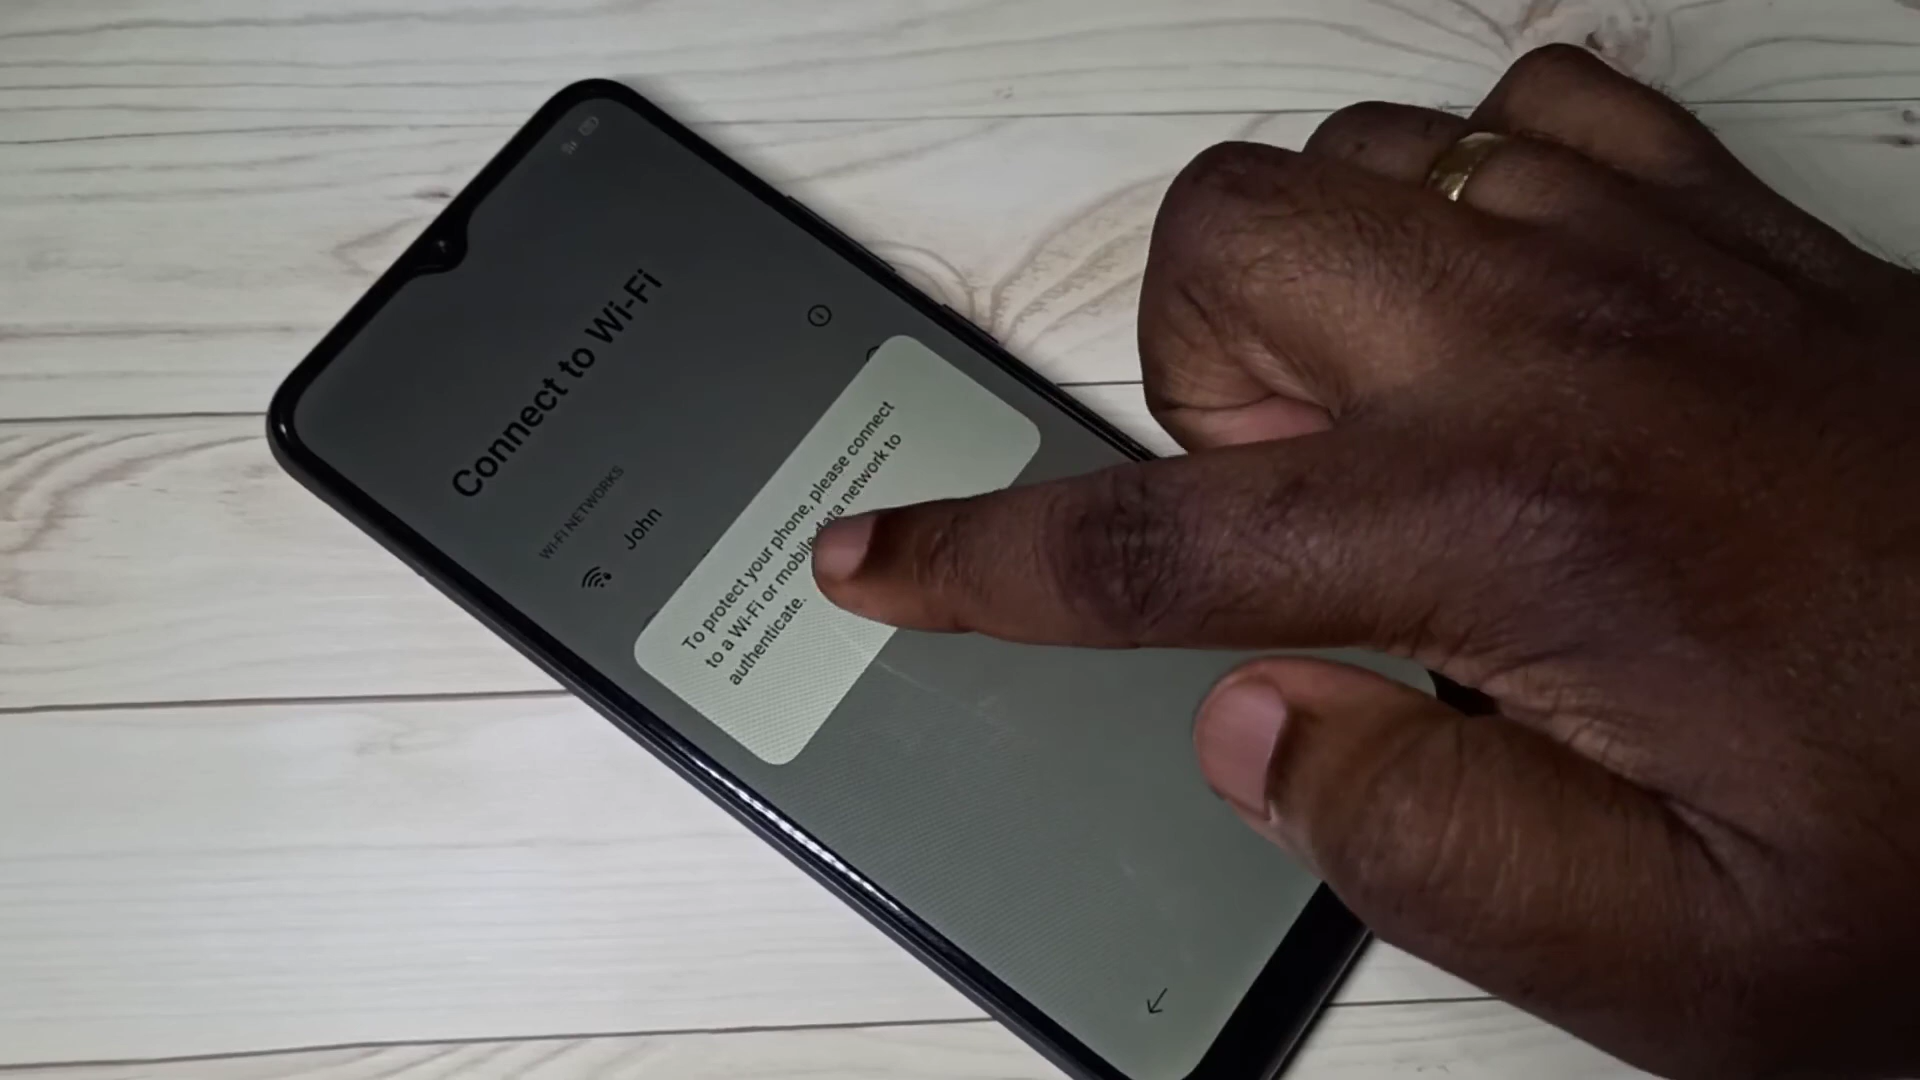 Connect to Wi-Fi
WI-FI NETWORKS
John
To protect your phone, please connect
to a Wi-Fi or mobile data network to
authenticate.